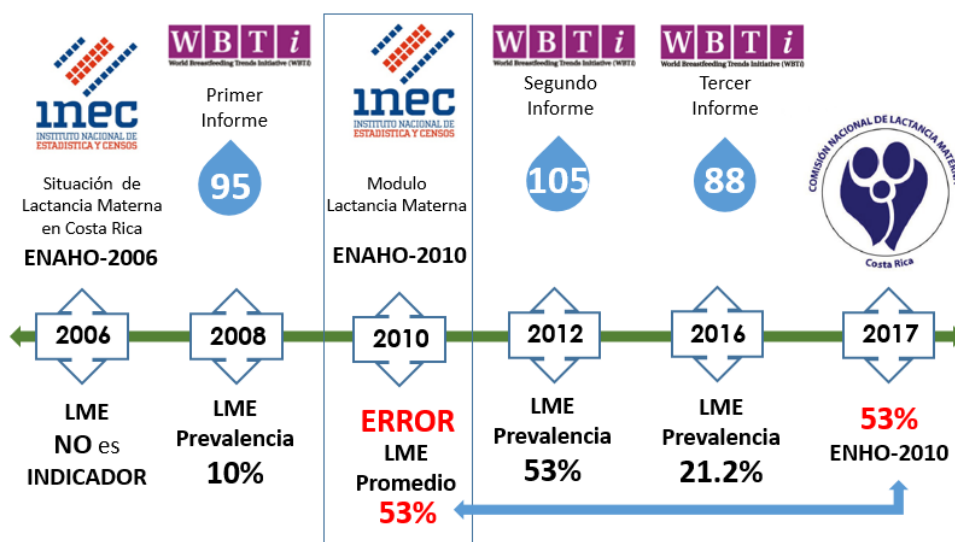 inec
INSTITUTO NACIONAL DE
ESTADISTICA Y CENSOS
Situación de
Lactancia Materna
en Costa Rica
ENAHO-2006
2006
LME
NO es
INDICADOR
WBTi
World Breastfeeding Trends Initiative (WBTi)
Primer
Informe
95
2008
LME
Prevalencia
10%
inec
INSTITUTO NACIONAL DE
ESTADISTICA Y CENSOS
Modulo
Lactancia Materna
ENAHO-2010
2010
ERROR
LME
Promedio
53%
WBTi
World Breastfeeding Trends Initiative (WBTi)
Segundo
Informe
105
2012
LME
Prevalencia
53%
WBTi
World Breastfeeding Trends Initiative (WBTi)
Tercer
Informe
88
2016
LME
Prevalencia
21.2%
COMISIÓN NACIONAL DE LACTANCIA MATERNA
Costa Rica
2017
53%
ENHO-2010